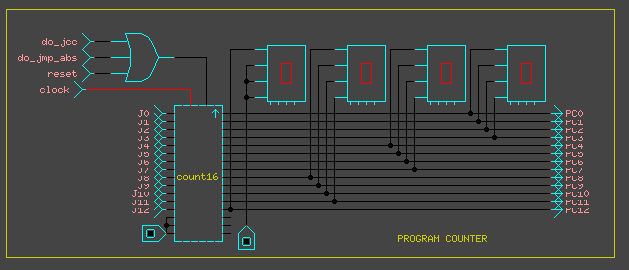 do_jcc
do_jmp_abs
reset
clock
J0 PC0
J1 PC1
J2 PC2
J3 PC3
J4 PC4
J5 PC5
J6 PC6
J7 PC7
count16
J8 PC8
J9 PC9
J10 PC10
J11 PC11
J12 PC12
PROGRAM COUNTER